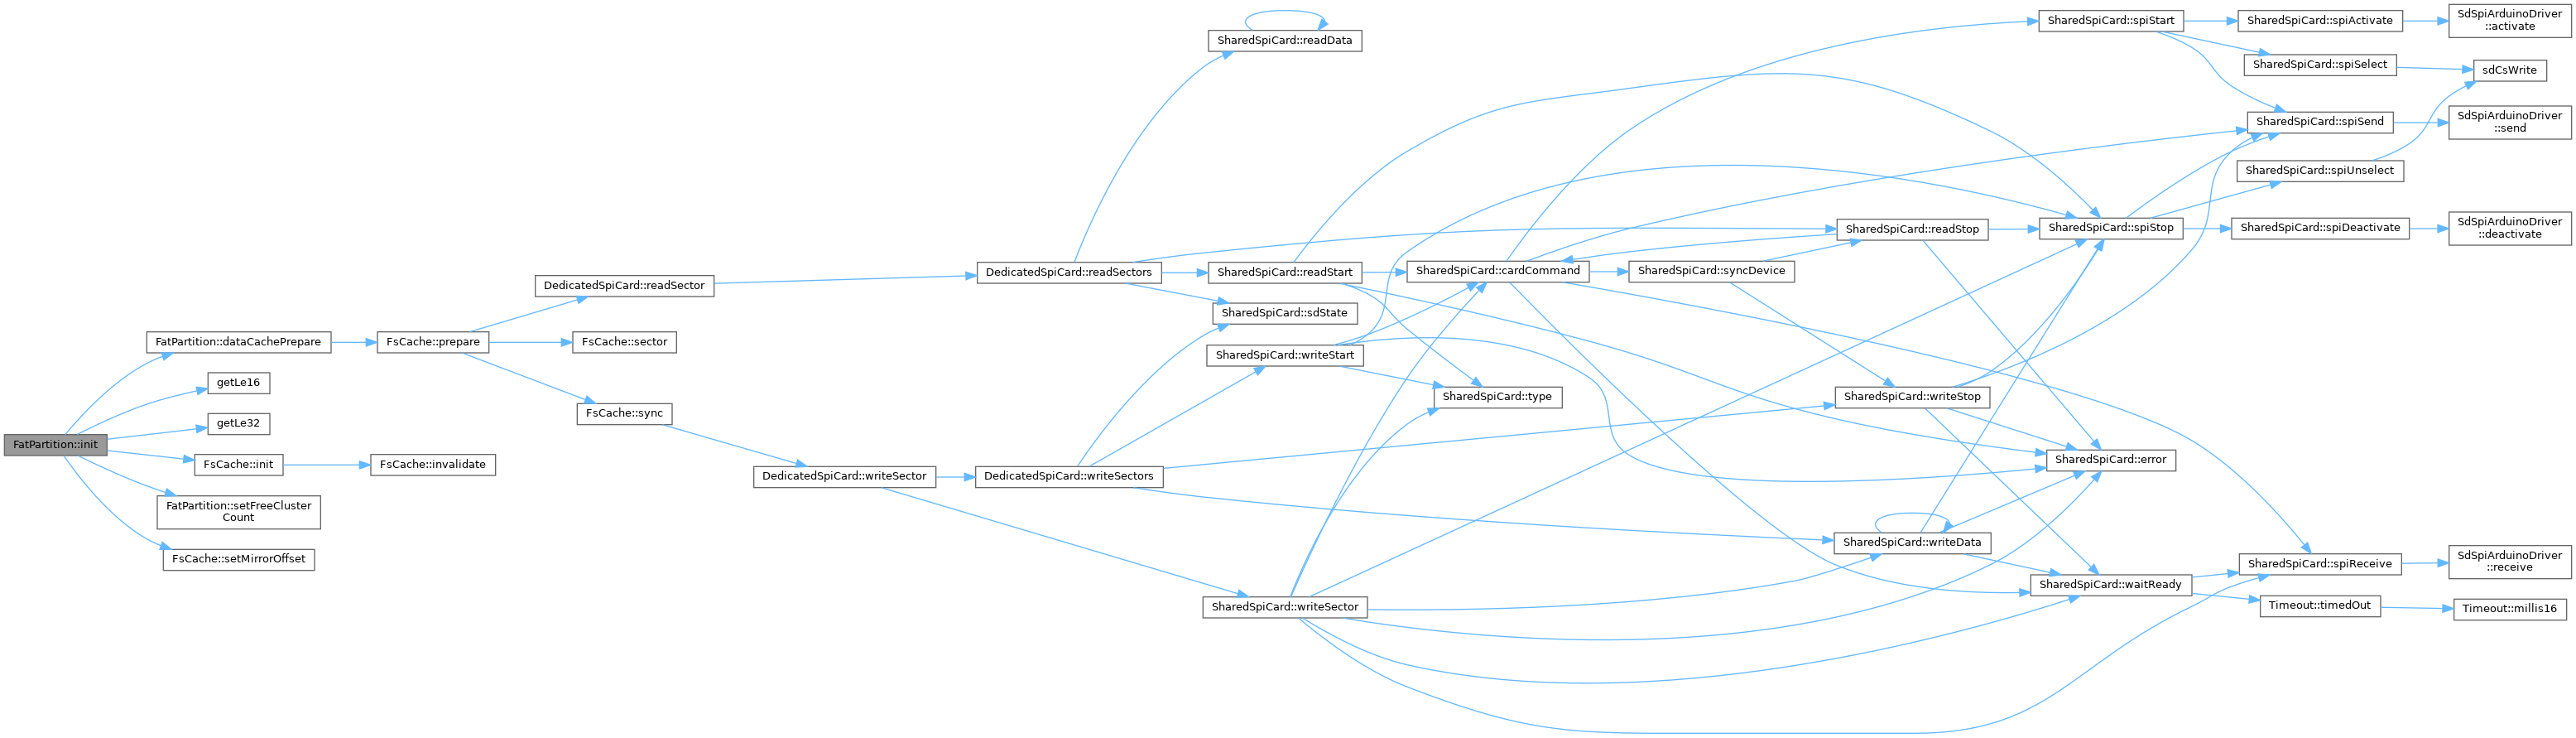 FatPartition::init
FatPartition::dataCachePrepare
getLe16
getLe32
FsCache::init
FatPartition::setFreeCluster
Count
FsCache::setMirrorOffset
FsCache::prepare
FsCache::invalidate
DedicatedSpiCard::readSector
FsCache::sector
FsCache::sync
DedicatedSpiCard::writeSector
DedicatedSpiCard::readSectors
DedicatedSpiCard::writeSectors
SharedSpiCard::readData
SharedSpiCard::readStart
SharedSpiCard::sdState
SharedSpiCard::writeStart
SharedSpiCard::writeSector
SharedSpiCard::cardCommand
SharedSpiCard::type
SharedSpiCard::syncDevice
SharedSpiCard::readStop
SharedSpiCard::writeStop
SharedSpiCard::writeData
SharedSpiCard::spiStart
SharedSpiCard::spiStop
SharedSpiCard::error
SharedSpiCard::waitReady
SharedSpiCard::spiActivate
SharedSpiCard::spiSelect
SharedSpiCard::spiSend
SharedSpiCard::spiUnselect
SharedSpiCard::spiDeactivate
SharedSpiCard::spiReceive
Timeout::timedOut
SdSpiArduinoDriver
::activate
sdCsWrite
SdSpiArduinoDriver
::send
SdSpiArduinoDriver
::deactivate
SdSpiArduinoDriver
::receive
Timeout::millis16